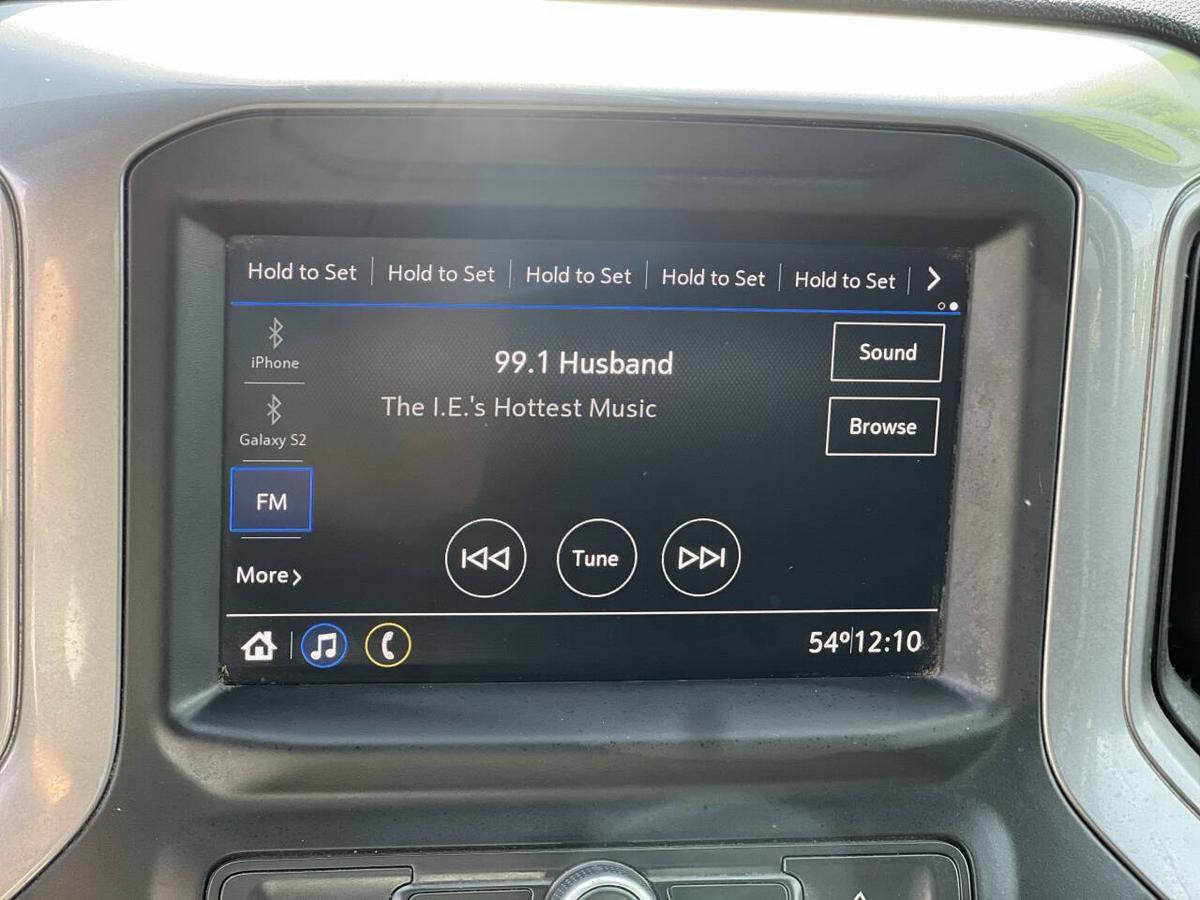 Hold to Set Hold to Set Hold to Set Hold to Set Hold to Set
iPhone
99.1 Husband
Sound
The I.E.'s Hottest Music
Galaxy S2
Browse
FM
Tune
More
54º 12:10